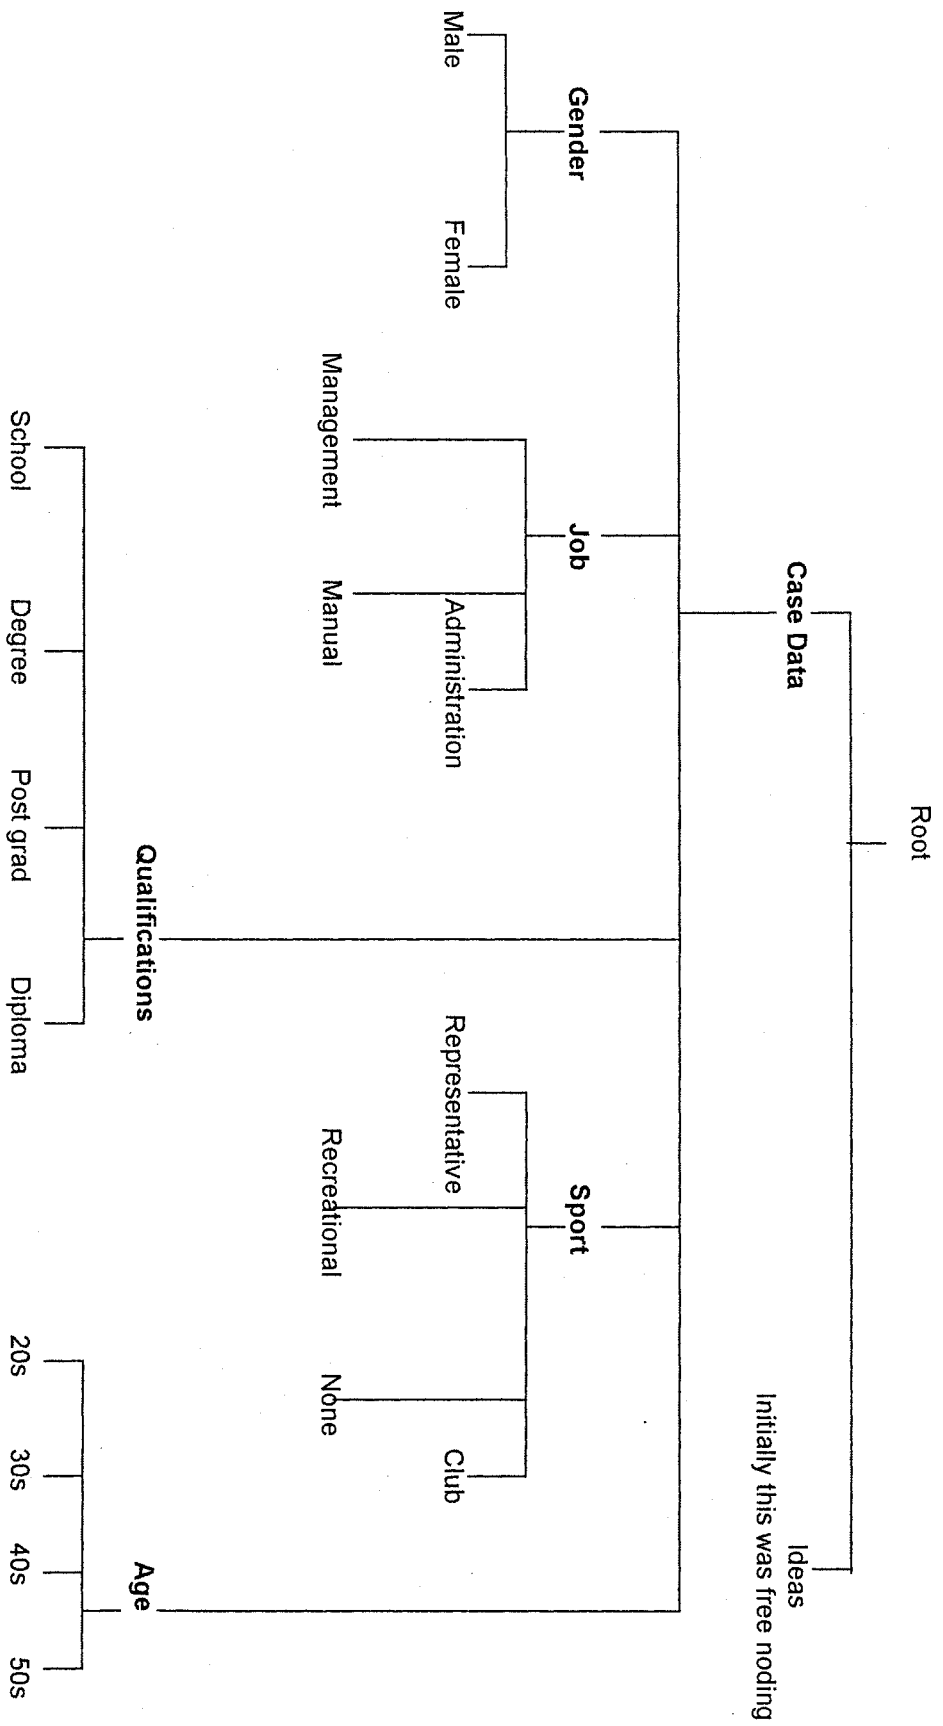 Root
Case Data
Ideas
Initially this was free noding
Gender
Job
Sport
Male
Female
Administration
Representative
Club
Management
Manual
Recreational
None
Qualifications
Age
School
Degree
Post grad
Diploma
20s
30s
40s
50s